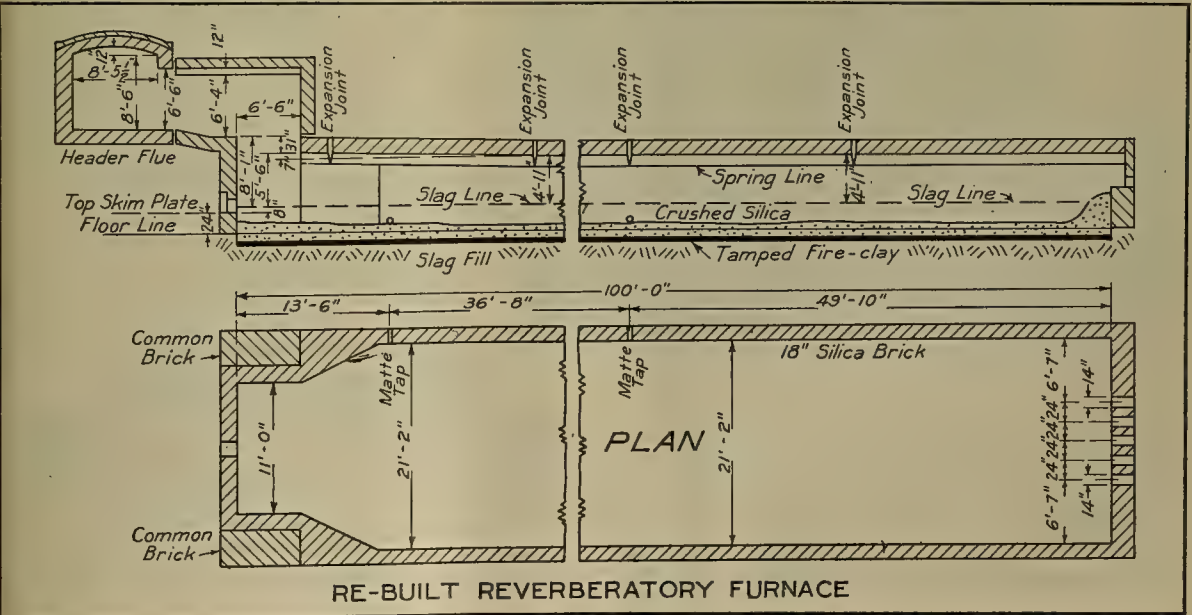 12"
12"
8'-5½"
8'-6"
6'-6"
6'-4"
6'-6"
Header Flue
Expansion Joint
Expansion Joint
Expansion Joint
Expansion Joint
31"
7"
8'-1"
5'-6"
8"
24"
Top Skim Plate
Floor Line
Slag Line
4'-11"
Spring Line
4'-11"
Slag Line
Crushed Silica
Slag Fill
Tamped Fire-clay
100'-0"
13'-6"
36'-8"
49'-10"
Common
Brick
Matte
Tap
Matte
Tap
18" Silica Brick
11'-0"
21'-2"
PLAN
21'-2"
6'-7"
24"
24"
24"
24"
6'-7"
14"
14"
Common
Brick
RE-BUILT REVERBERATORY FURNACE